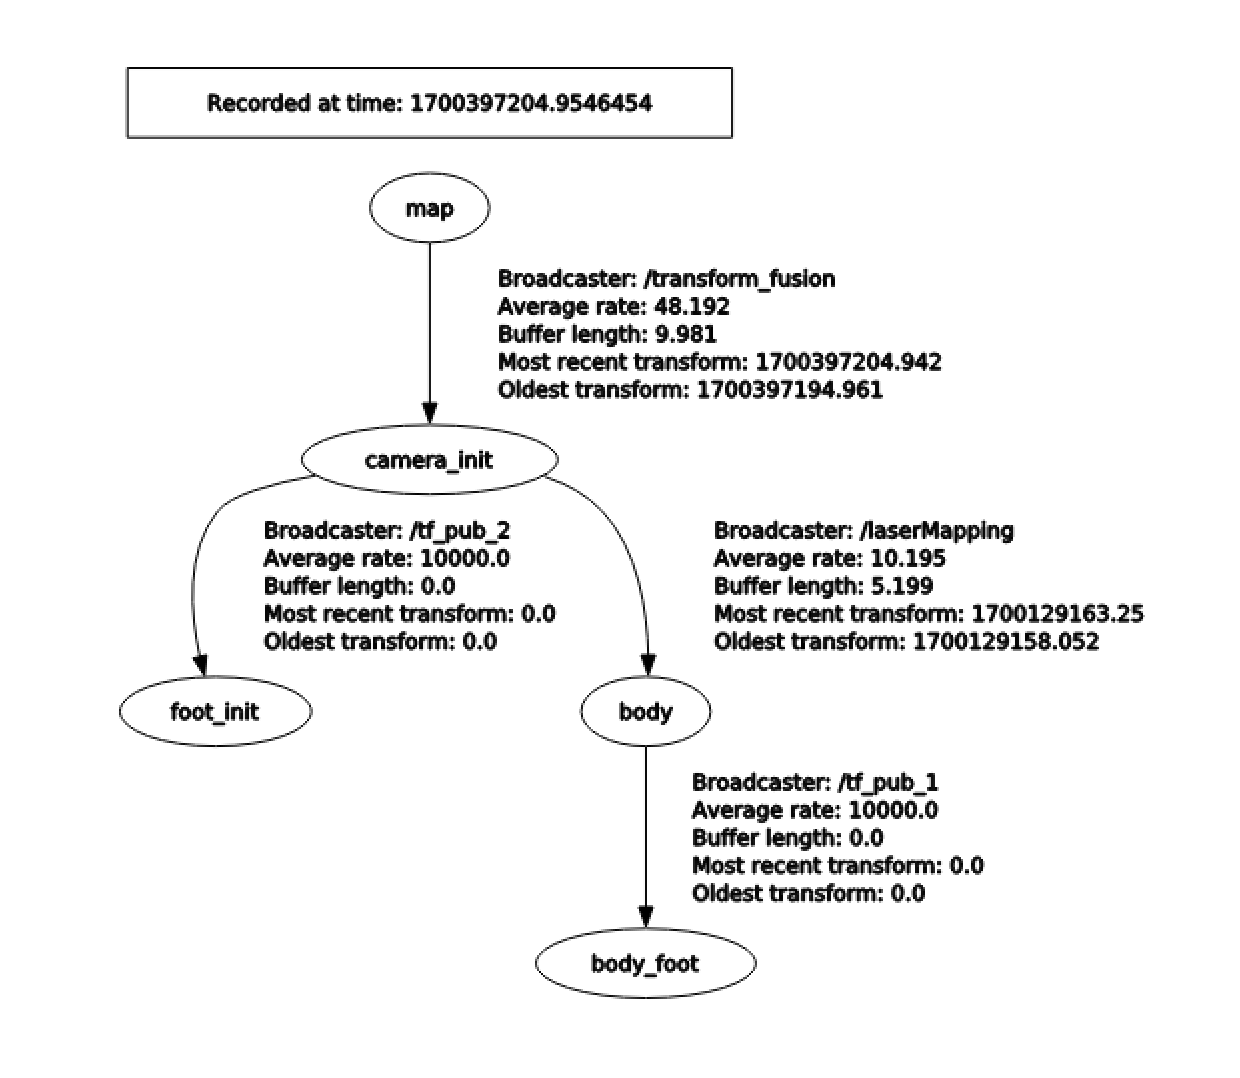 Recorded at time: 1700397204.9546454
map
Broadcaster: /transform_fusion
Average rate: 48.192
Buffer length: 9.981
Most recent transform: 1700397204.942
Oldest transform: 1700397194.961
camera_init
Broadcaster: /tf_pub_2
Average rate: 10000.0
Buffer length: 0.0
Most recent transform: 0.0
Oldest transform: 0.0
Broadcaster: /laserMapping
Average rate: 10.195
Buffer length: 5.199
Most recent transform: 1700129163.25
Oldest transform: 1700129158.052
foot_init
body
Broadcaster: /tf_pub_1
Average rate: 10000.0
Buffer length: 0.0
Most recent transform: 0.0
Oldest transform: 0.0
body_foot